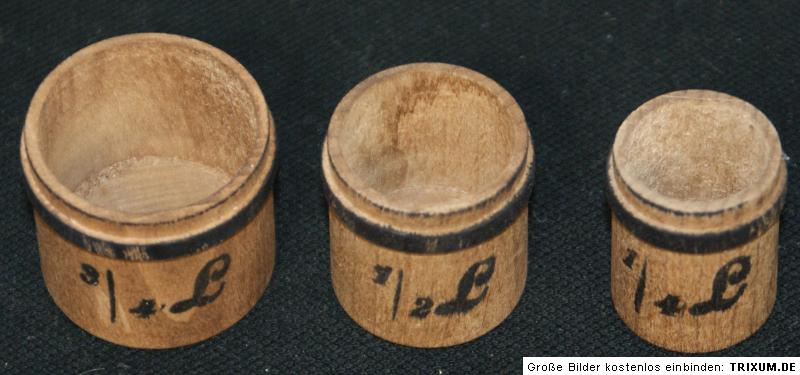 3/4 L
1/2 L
1/4 L
Große Bilder kostenlos einbinden: TRIXUM.DE